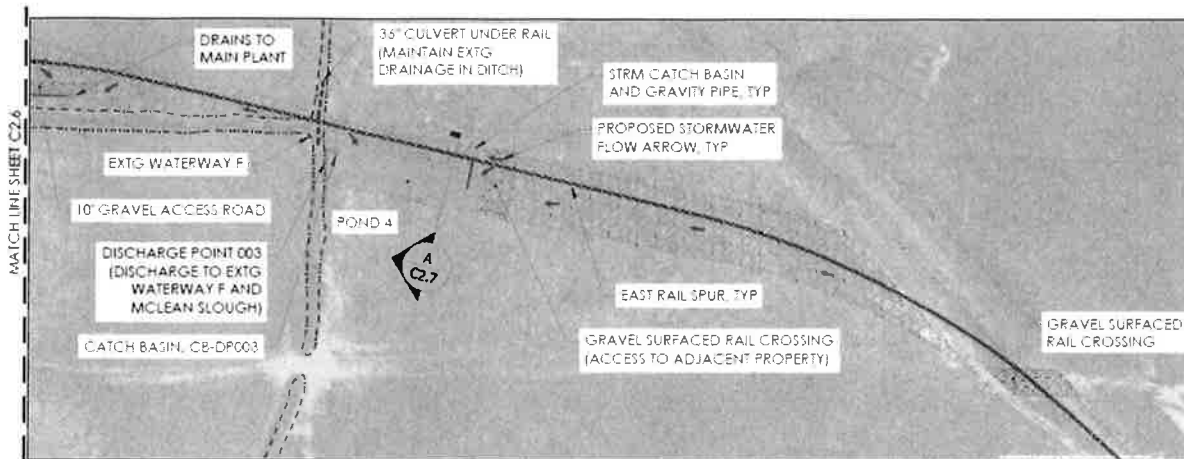 DRAINS TO
MAIN PLANT
36" CULVERT UNDER RAIL
(MAINTAIN EXTG
DRAINAGE IN DITCH)
STRM CATCH BASIN
AND GRAVITY PIPE, TYP
PROPOSED STORMWATER
FLOW ARROW, TYP
MATCH LINE SHEET C2.6
EXTG WATERWAY F
10' GRAVEL ACCESS ROAD
POND 4
DISCHARGE POINT 003
(DISCHARGE TO EXTG
WATERWAY F AND
MCLEAN SLOUGH)
A
C2.7
EAST RAIL SPUR, TYP
CATCH BASIN, CB-DP003
GRAVEL SURFACED RAIL CROSSING
(ACCESS TO ADJACENT PROPERTY)
GRAVEL SURFACED
RAIL CROSSING